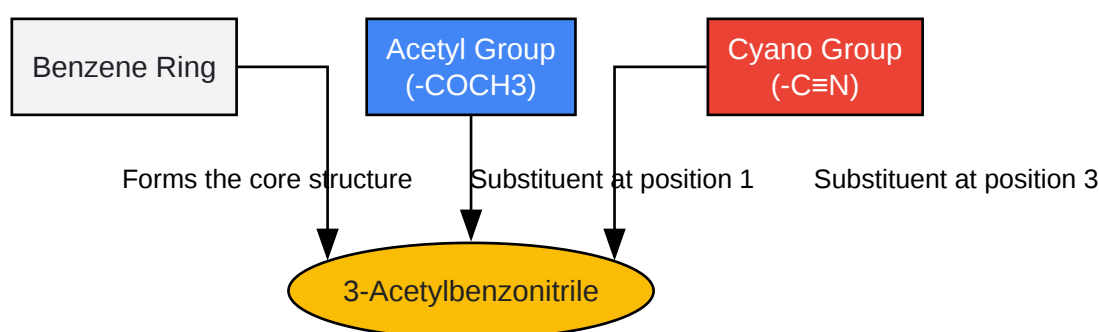 Benzene Ring
Acetyl Group
(-COCH3)
Cyano Group
(-C≡N)
Forms the core structure
Substituent at position 1
Substituent at position 3
3-Acetylbenzonitrile